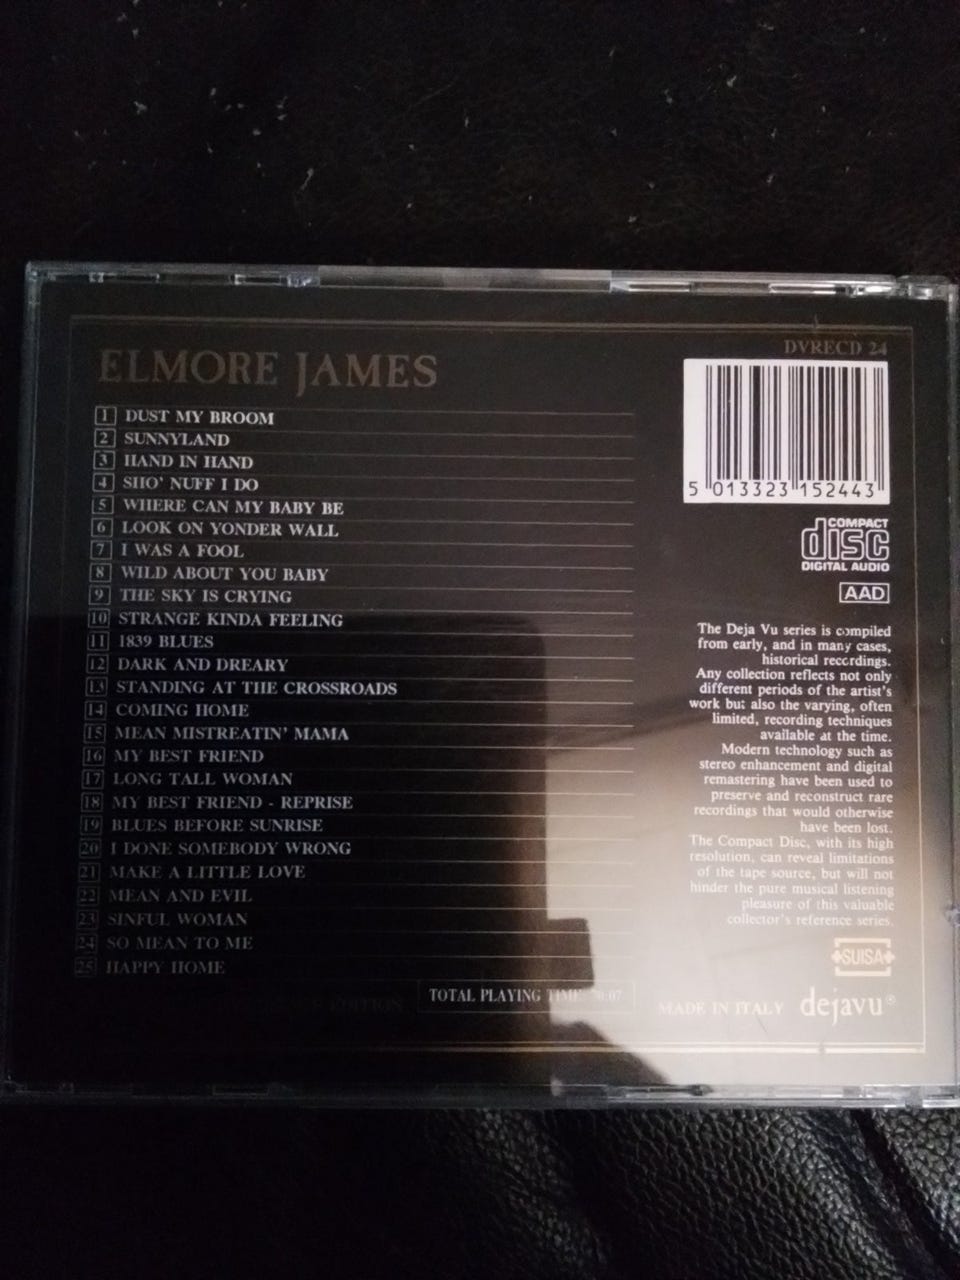 ELMORE JAMES
1 DUST MY BROOM
2 SUNNYLAND
3 HAND IN HAND
4 SHO' NUFF I DO
5 WHERE CAN MY BABY BE
6 LOOK ON YONDER WALL
7 I WAS A FOOL
8 WILD ABOUT YOU BABY
9 THE SKY IS CRYING
10 STRANGE KINDA FEELING
11 1839 BLUES
12 DARK AND DREARY
13 STANDING AT THE CROSSROADS
14 COMING HOME
15 MEAN MISTREATIN' MAMA
16 MY BEST FRIEND
17 LONG TALL WOMAN
18 MY BEST FRIEND - REPRISE
19 BLUES BEFORE SUNRISE
20 I DONE SOMEBODY WRONG
21 MAKE A LITTLE LOVE
22 MEAN AND EVIL
23 SINFUL WOMAN
24 SO MEAN TO ME
25 HAPPY HOME
EDITION
TOTAL PLAYING TIME
DVRECD 24
5 013323 152443
COMPACT
disc
DIGITAL AUDIO
AAD
The Deja Vu series is compiled
from early, and in many cases,
historical recordings.
Any collection reflects not only
different periods of the artist's
work but also the varying, often
limited, recording techniques
available at the time.
Modern technology such as
stereo enhancement and digital
remastering have been used to
preserve and reconstruct rare
recordings that would otherwise
have been lost.
The Compact Disc, with its high
resolution, can reveal limitations
of the tape source, but will not
hinder the pure musical listening
pleasure of this valuable
collector's reference series.
SUISA
MADE IN ITALY dejavu®